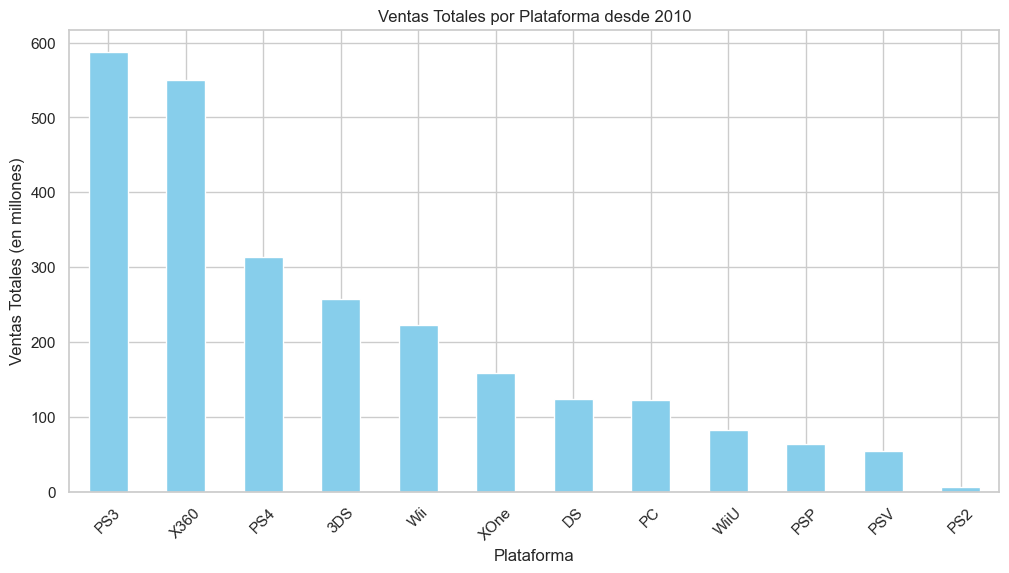 Ventas Totales por Plataforma desde 2010
Ventas Totales (en millones)
600
500
400
300
200
100
0
PS3
X360
PS4
3DS
Wii
XOne
DS
PC
WiiU
PSP
PSV
PS2
Plataforma